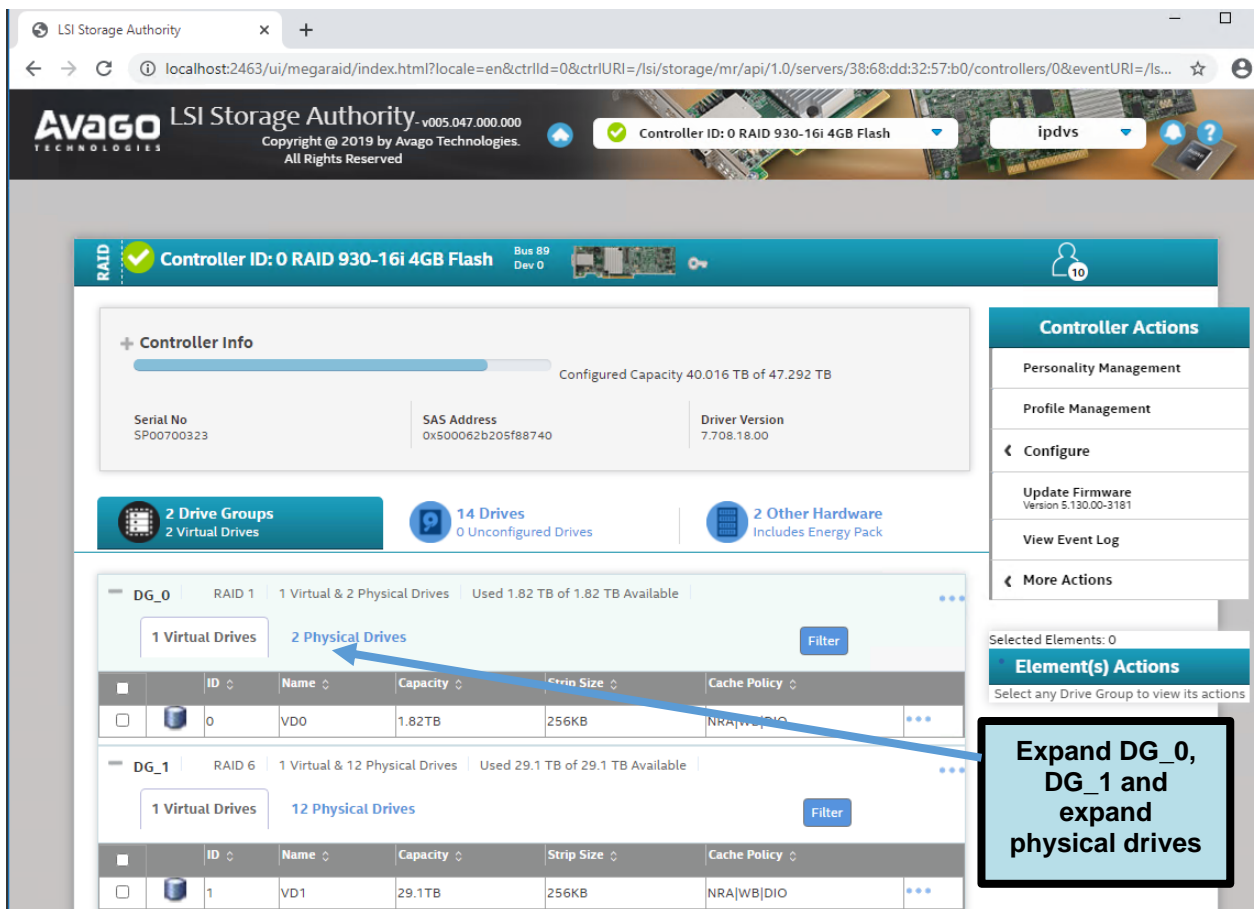 LSI Storage Authority
localhost:2463/ui/megaraid/index.html?locale=en&ctrlId=0&ctrlURI=/lsi/storage/mr/api/1.0/servers/38:68:dd:32:57:b0/controllers/0&eventURI=/ls...
AVAGO TECHNOLOGIES
LSI Storage Authority- v005.047.000.000
Copyright @ 2019 by Avago Technologies.
All Rights Reserved
Controller ID: 0 RAID 930-16i 4GB Flash
ipdvs
?
RAID
Controller ID: 0 RAID 930-16i 4GB Flash
Bus 89
Dev 0
10
Controller Info
Configured Capacity 40.016 TB of 47.292 TB
Serial No
SP00700323
SAS Address
0x500062b205f88740
Driver Version
7.708.18.00
2 Drive Groups
2 Virtual Drives
14 Drives
0 Unconfigured Drives
2 Other Hardware
Includes Energy Pack
DG_0 RAID 1 1 Virtual & 2 Physical Drives Used 1.82 TB of 1.82 TB Available
1 Virtual Drives 2 Physical Drives Filter
ID Name Capacity Strip Size Cache Policy
0 VD0 1.82TB 256KB NRA|WB|DIO
DG_1 RAID 6 1 Virtual & 12 Physical Drives Used 29.1 TB of 29.1 TB Available
1 Virtual Drives 12 Physical Drives Filter
ID Name Capacity Strip Size Cache Policy
1 VD1 29.1TB 256KB NRA|WB|DIO
Controller Actions
Personality Management
Profile Management
Configure
Update Firmware
Version 5.130.00-3181
View Event Log
More Actions
Selected Elements: 0
Element(s) Actions
Select any Drive Group to view its actions
Expand DG_0,
DG_1 and
expand
physical drives